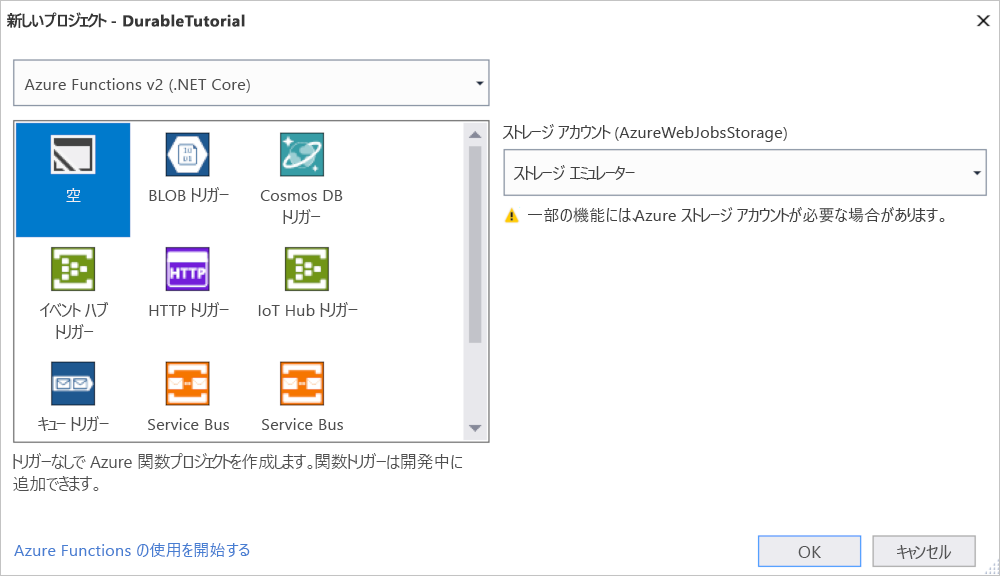 新しいプロジェクト - DurableTutorial
Azure Functions v2 (.NET Core)
空
BLOB トリガー
Cosmos DB
トリガー
イベント ハブ
トリガー
HTTP
HTTP トリガー
IoT Hub トリガー
キュー トリガー
Service Bus
Service Bus
トリガーなしで Azure 関数プロジェクトを作成します。関数トリガーは開発中に
追加できます。
ストレージ アカウント (AzureWebJobsStorage)
ストレージ エミュレーター
一部の機能には、Azure ストレージ アカウントが必要な場合があります。
Azure Functions の使用を開始する
OK
キャンセル